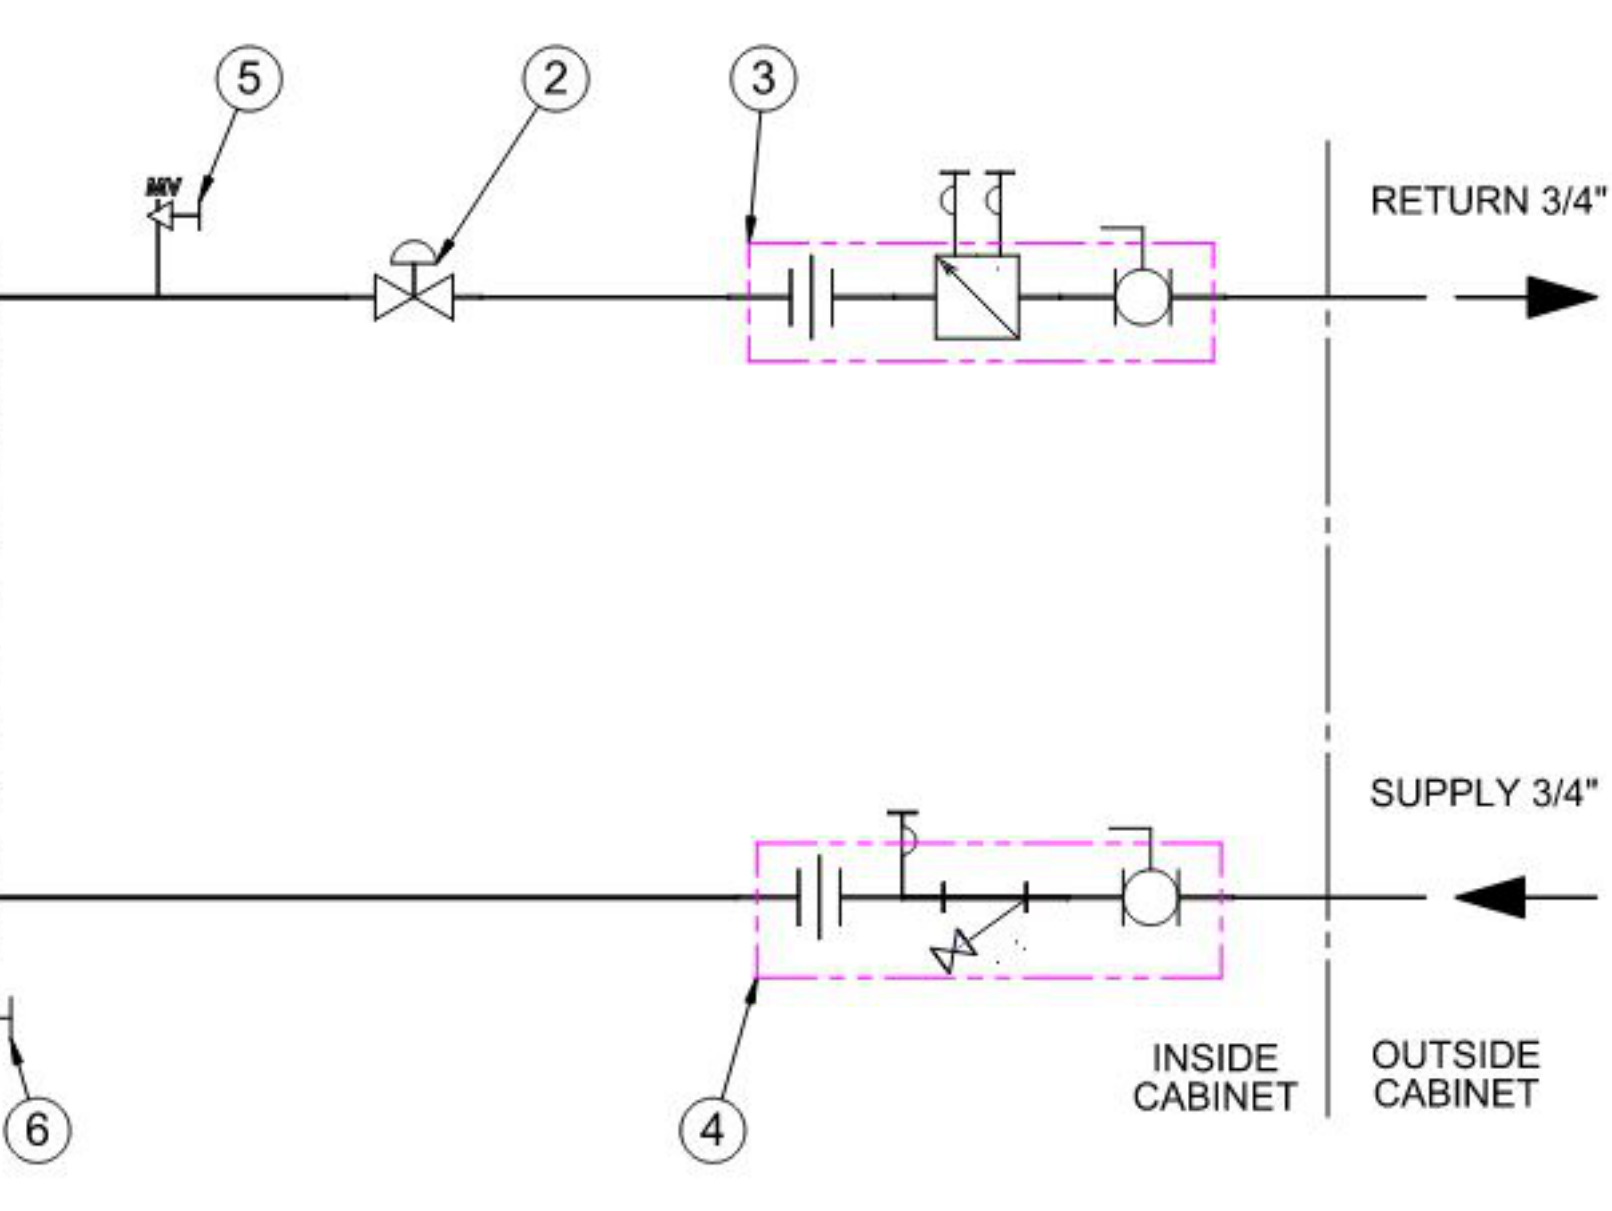 5
2
3
MV
RETURN 3/4"
SUPPLY 3/4"
INSIDE
CABINET
OUTSIDE
CABINET
6
4